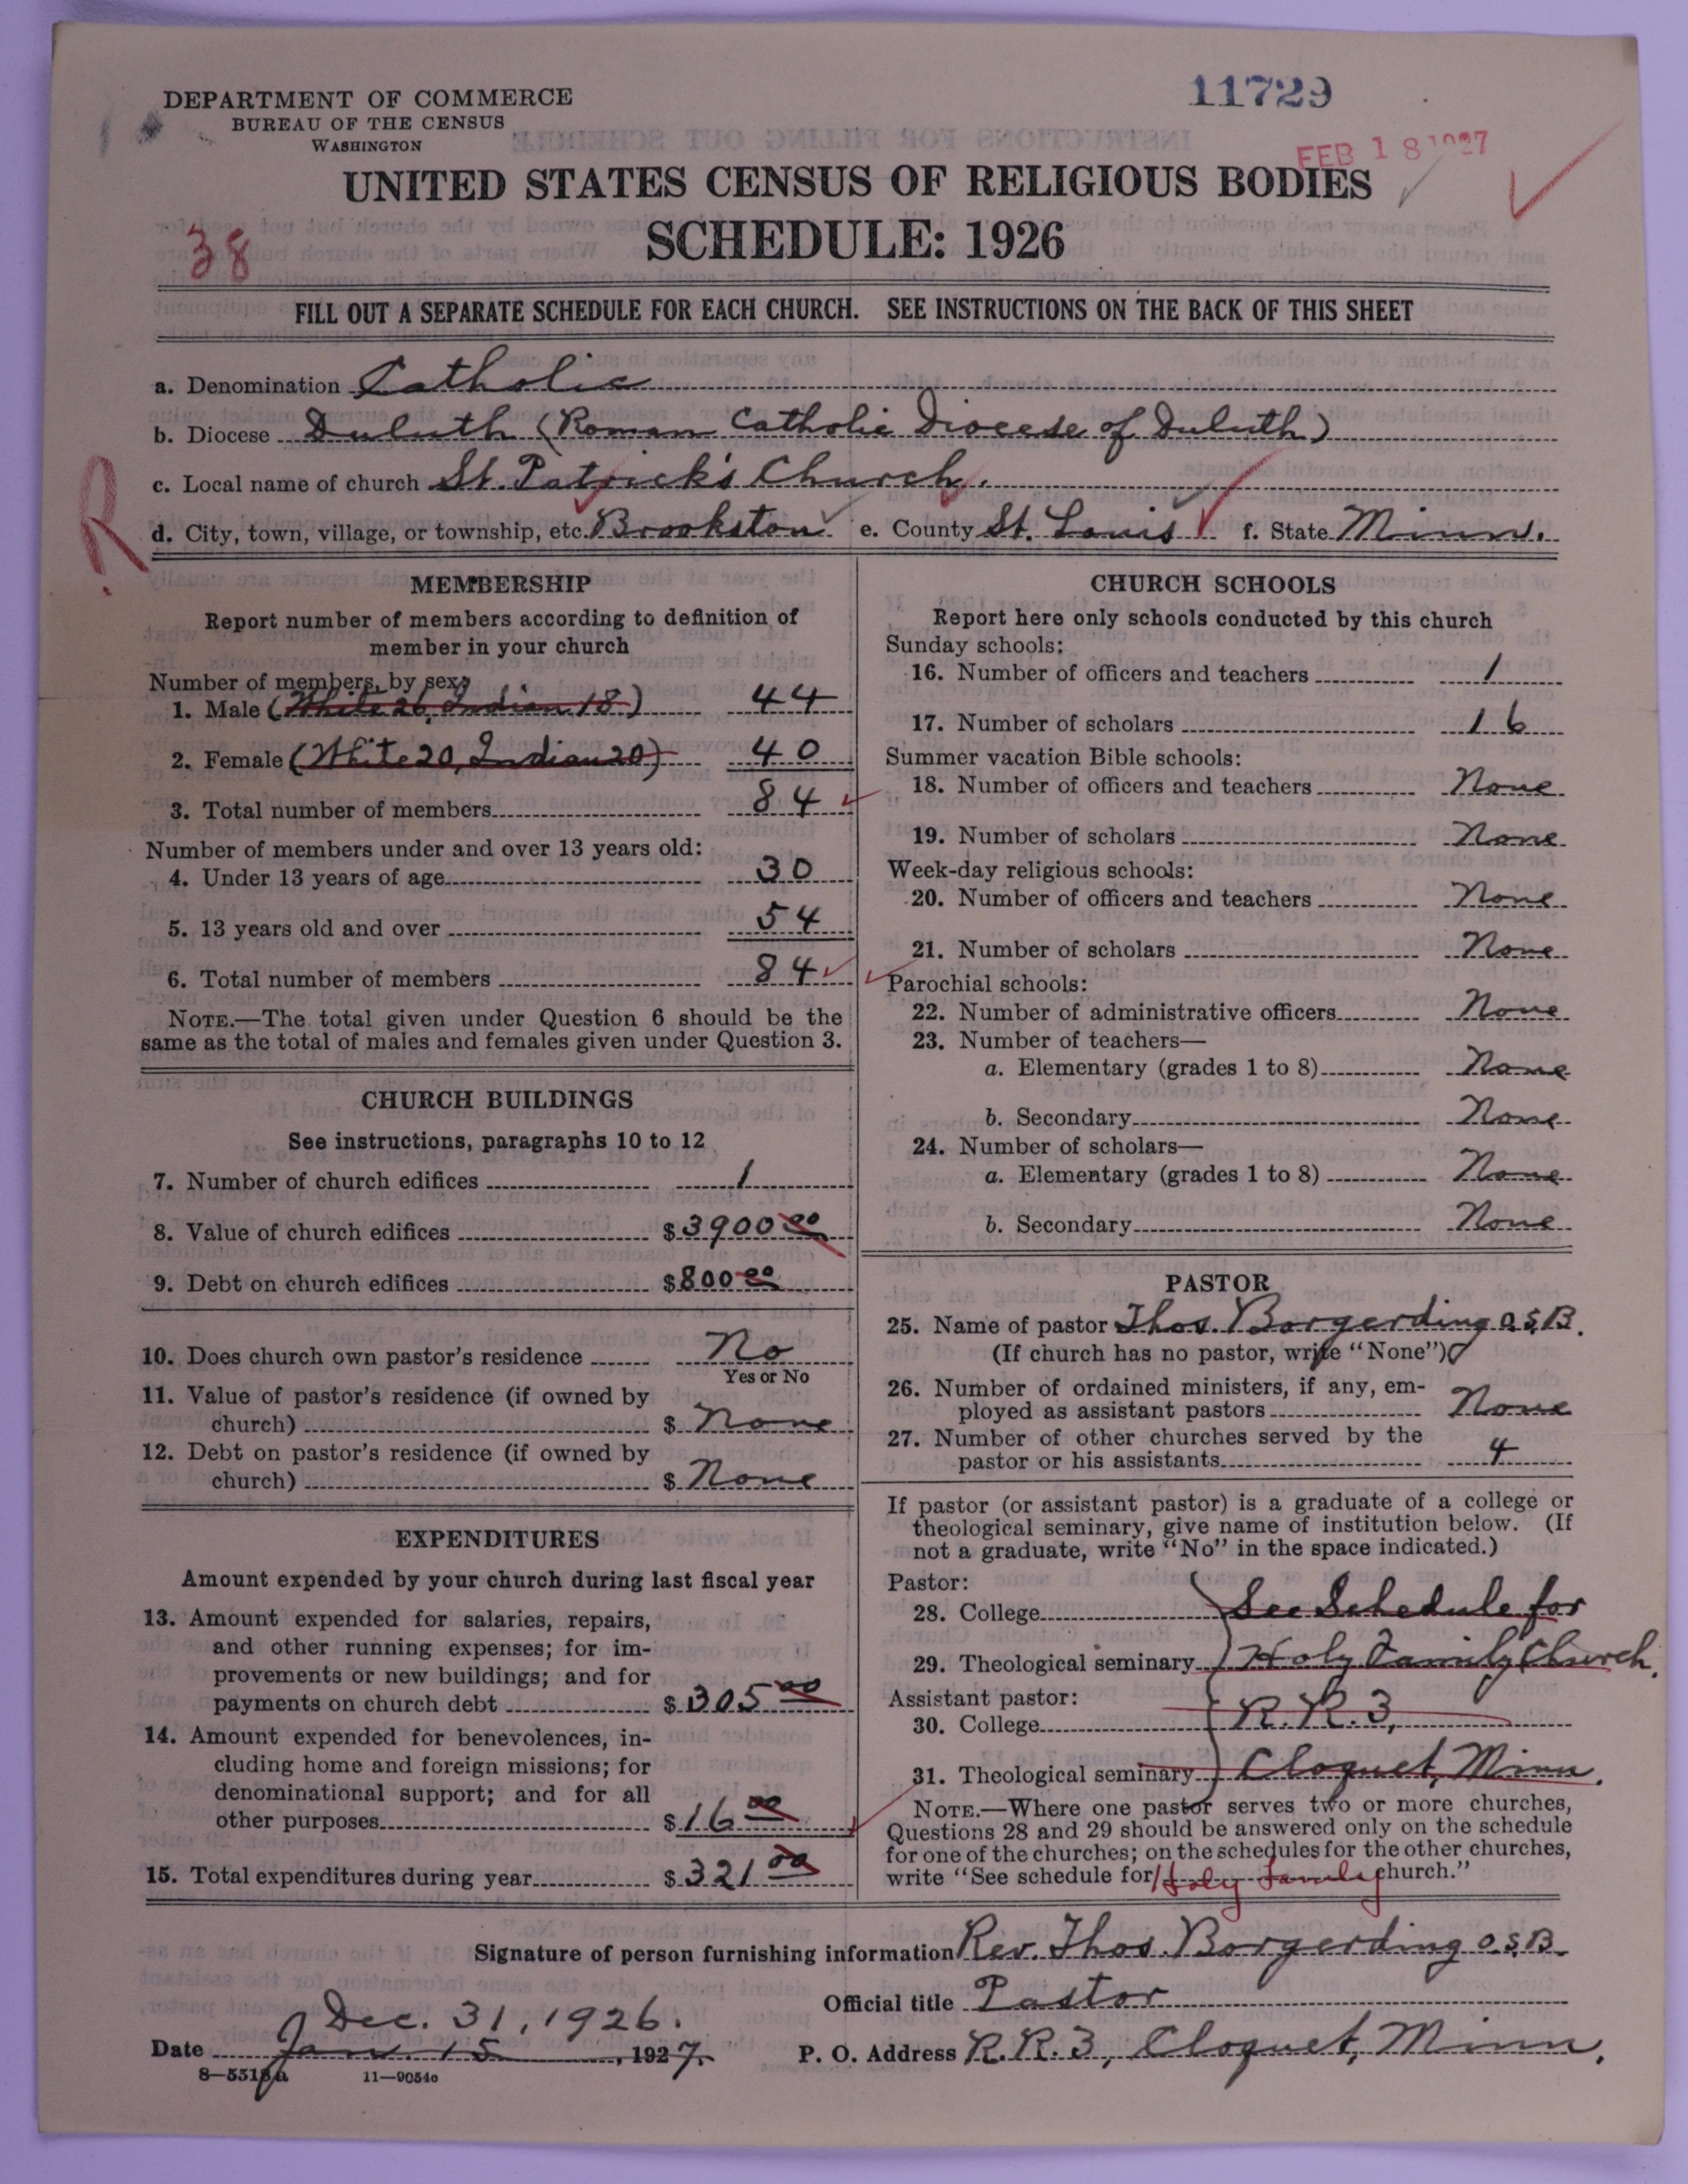 DEPARTMENT OF COMMERCE
BUREAU OF THE CENSUS
WASHINGTON
11729
FEB 18 1927
UNITED STATES CENSUS OF RELIGIOUS BODIES
SCHEDULE: 1926
38
FILL OUT A SEPARATE SCHEDULE FOR EACH CHURCH. SEE INSTRUCTIONS ON THE BACK OF THIS SHEET
a. Denomination Catholic
b. Diocese Duluth (Roman Catholic Diocese of Duluth)
c. Local name of church St. Patrick's Church.
R
d. City, town, village, or township, etc. Brookston e. County St. Louis f. State Minn.
MEMBERSHIP
Report number of members according to definition of
member in your church
Number of members, by sex:
1. Male (White 26, Indian 18) 44
2. Female (White 20, Indian 20) 40
3. Total number of members 84
Number of members under and over 13 years old:
4. Under 13 years of age 30
5. 13 years old and over 54
6. Total number of members 84
NOTE.—The total given under Question 6 should be the
same as the total of males and females given under Question 3.
CHURCH BUILDINGS
See instructions, paragraphs 10 to 12
7. Number of church edifices 1
8. Value of church edifices $3900 00
9. Debt on church edifices $800 00
10. Does church own pastor's residence No
Yes or No
11. Value of pastor's residence (if owned by
church) $ None
12. Debt on pastor's residence (if owned by
church) $ None
EXPENDITURES
Amount expended by your church during last fiscal year
13. Amount expended for salaries, repairs,
and other running expenses; for im-
provements or new buildings; and for
payments on church debt $ 305 00
14. Amount expended for benevolences, in-
cluding home and foreign missions; for
denominational support; and for all
other purposes $ 16 00
15. Total expenditures during year $ 321 00
CHURCH SCHOOLS
Report here only schools conducted by this church
Sunday schools:
16. Number of officers and teachers 1
17. Number of scholars 16
Summer vacation Bible schools:
18. Number of officers and teachers None
19. Number of scholars None
Week-day religious schools:
20. Number of officers and teachers None
21. Number of scholars None
Parochial schools:
22. Number of administrative officers None
23. Number of teachers—
a. Elementary (grades 1 to 8) None
b. Secondary None
24. Number of scholars—
a. Elementary (grades 1 to 8) None
b. Secondary None
PASTOR
25. Name of pastor Thos. Borgerding O.S.B.
(If church has no pastor, write "None")
26. Number of ordained ministers, if any, em-
ployed as assistant pastors None
27. Number of other churches served by the
pastor or his assistants 4
If pastor (or assistant pastor) is a graduate of a college or
theological seminary, give name of institution below. (If
not a graduate, write "No" in the space indicated.)
Pastor:
28. College See Schedule for
29. Theological seminary Holy Family Church.
Assistant pastor:
30. College R.R.3,
31. Theological seminary Cloquet, Minn.
NOTE.—Where one pastor serves two or more churches,
Questions 28 and 29 should be answered only on the schedule
for one of the churches; on the schedules for the other churches,
write "See schedule for Holy Family church."
Signature of person furnishing information Rev. Thos. Borgerding O.S.B.
Official title Pastor
Dec. 31, 1926.
Date Jan. 15, 1927.
P. O. Address R.R.3, Cloquet, Minn.
8—5518a 11—9054c